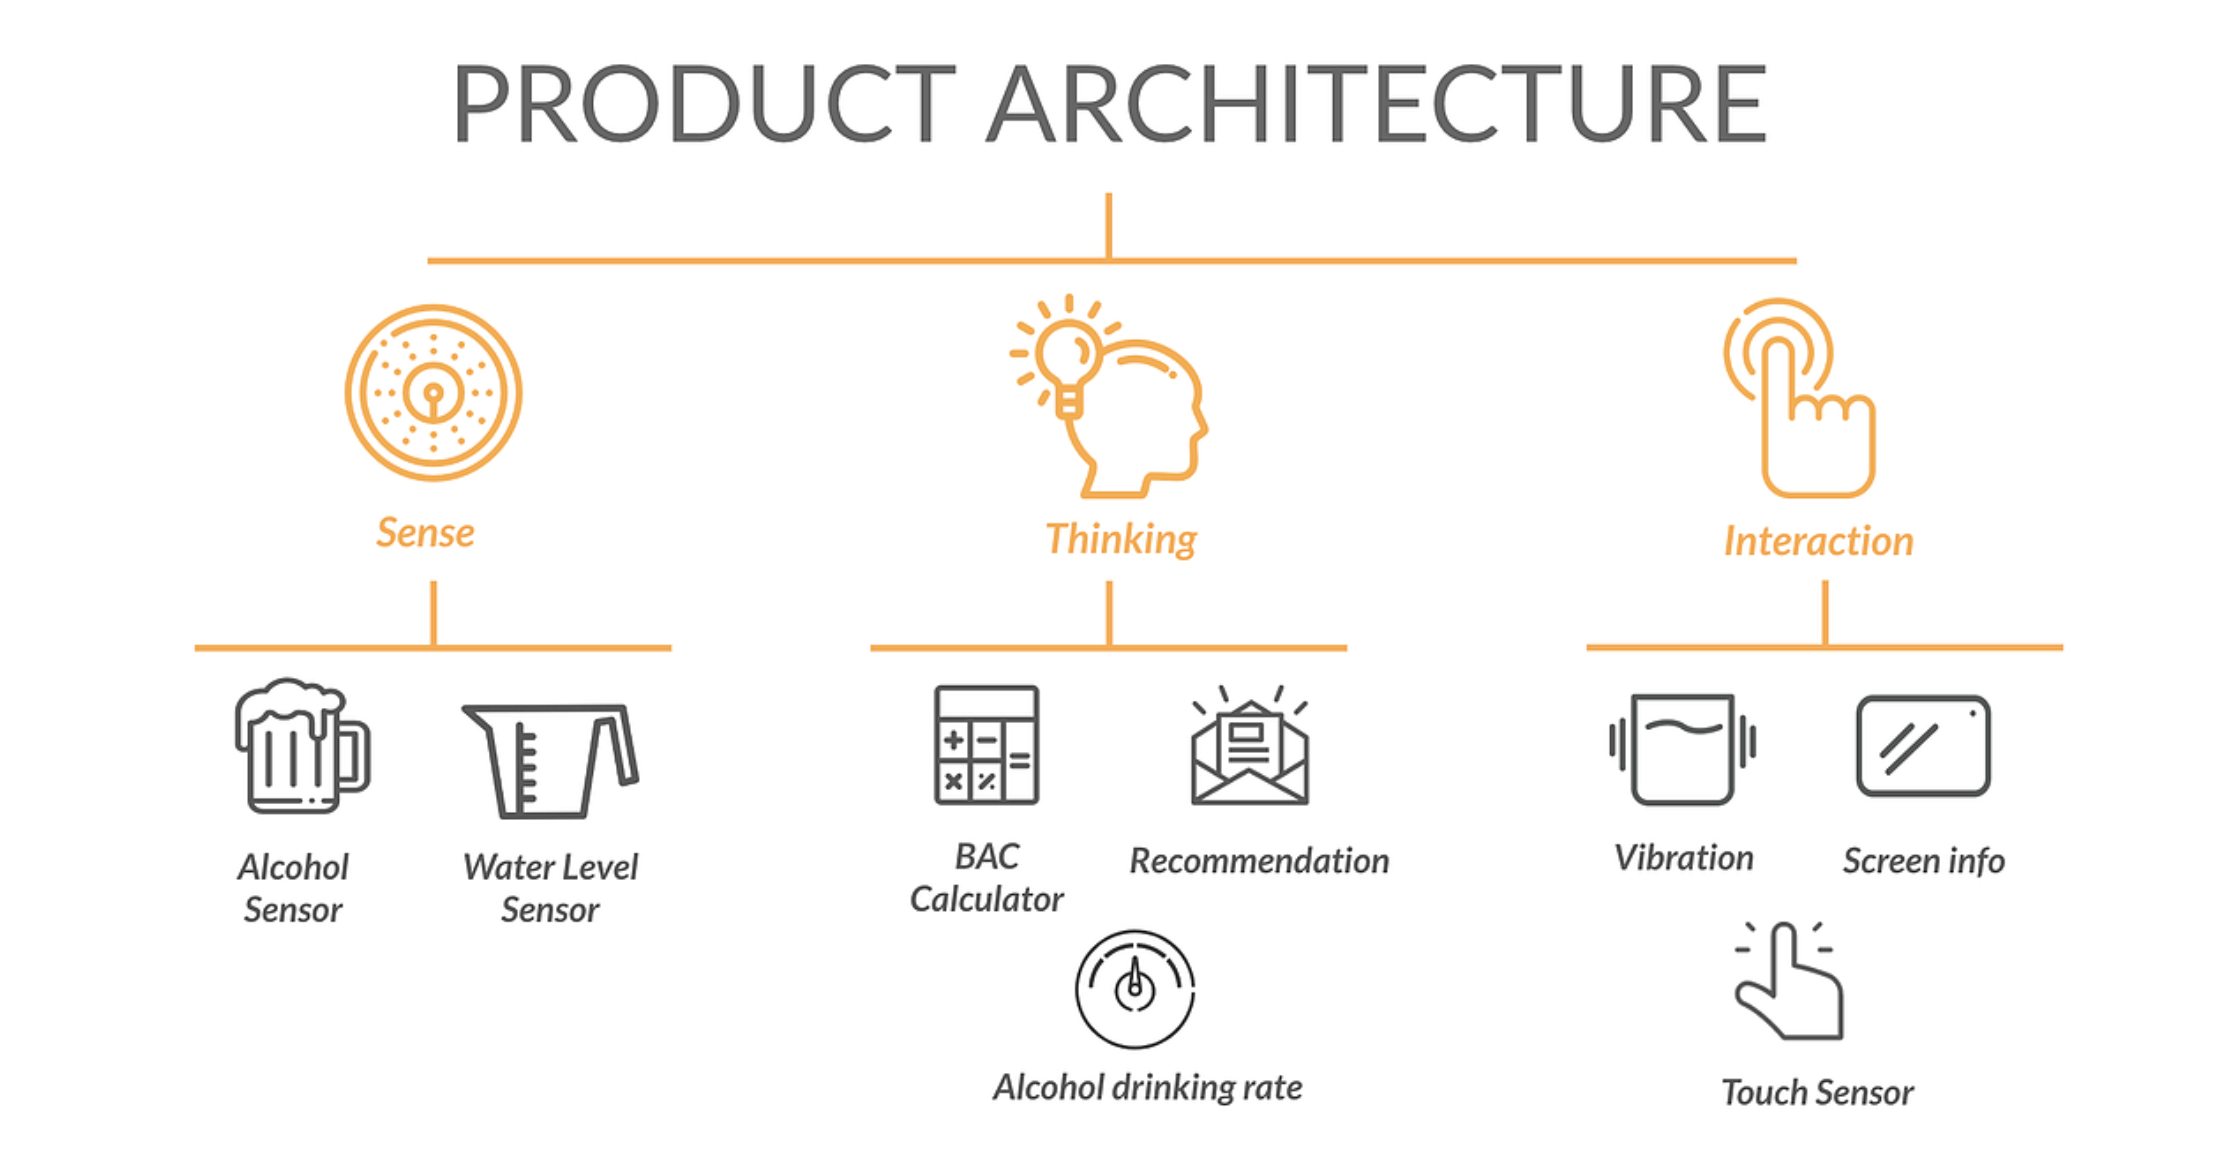 PRODUCT ARCHITECTURE
Sense
Thinking
Interaction
Alcohol
Sensor
Water Level
Sensor
BAC
Calculator
Recommendation
Vibration
Screen info
Alcohol drinking rate
Touch Sensor